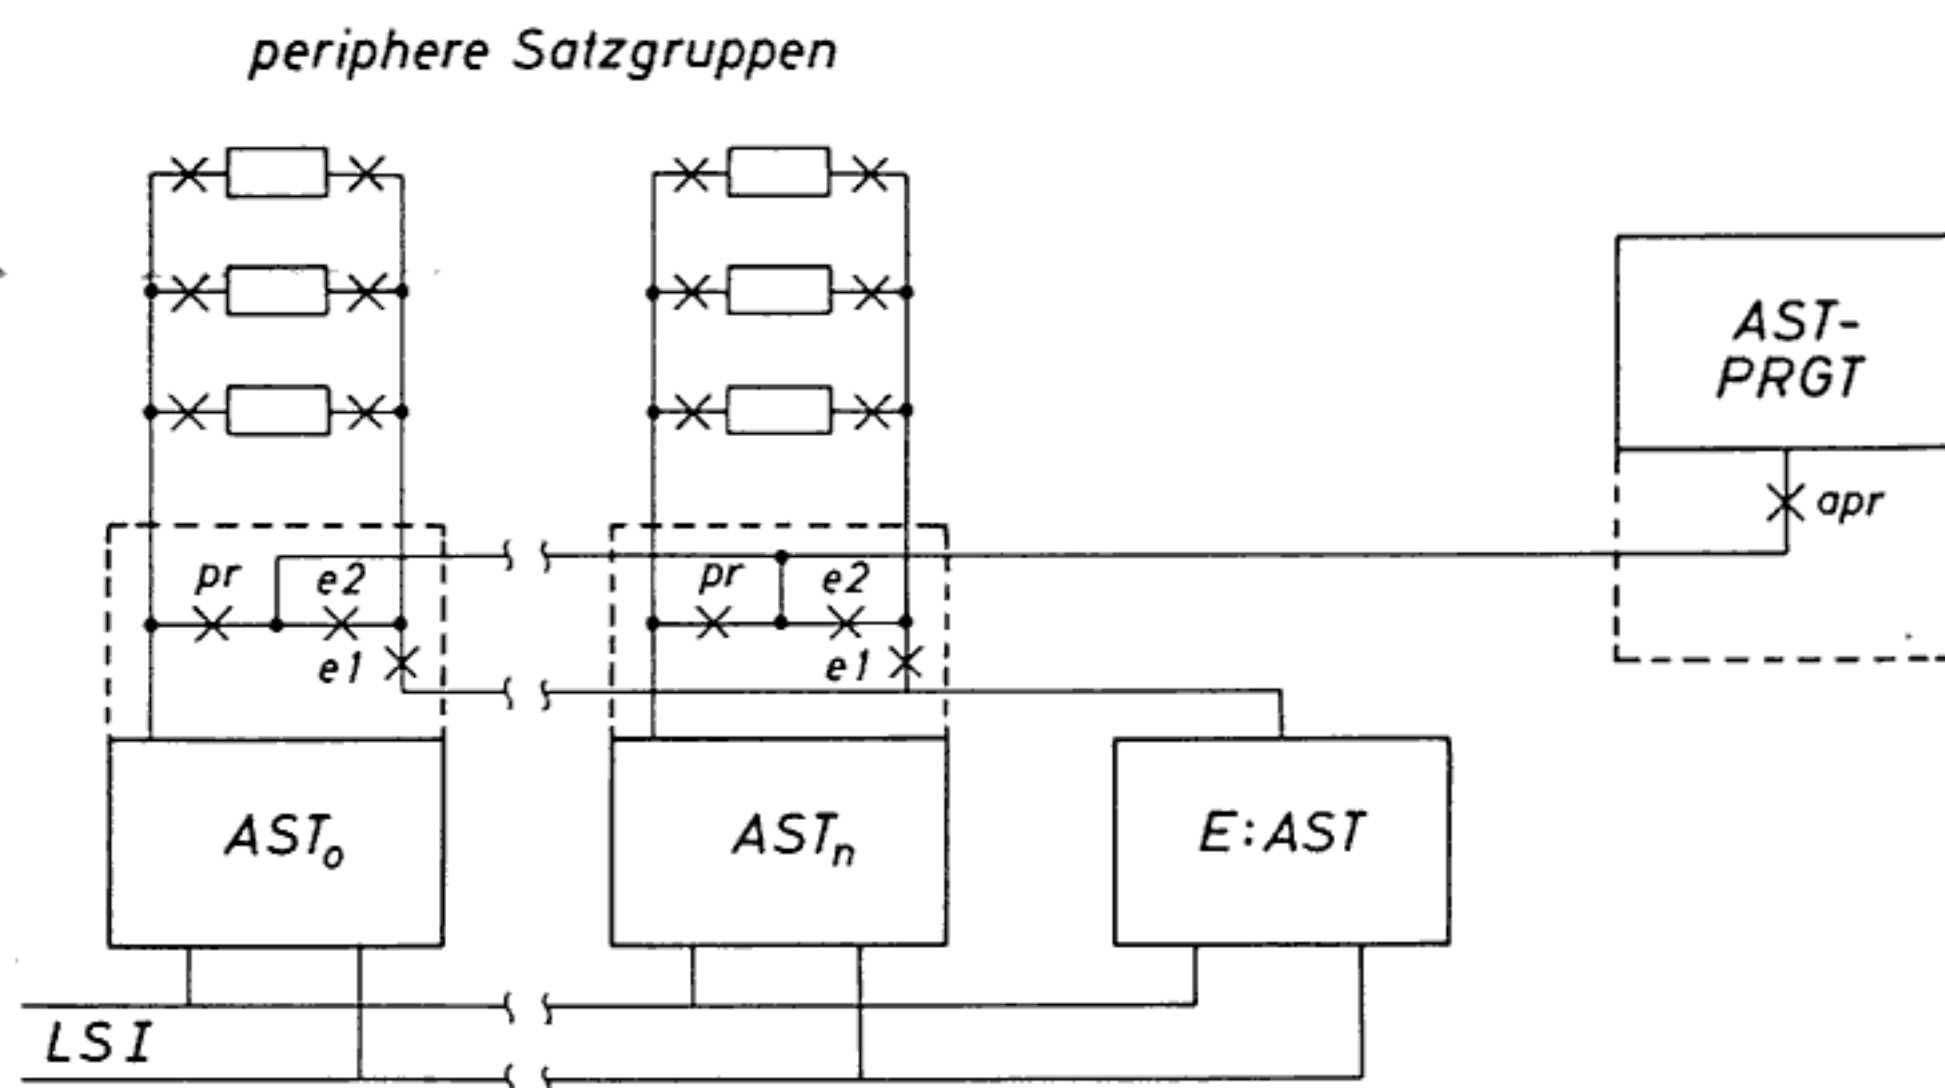 periphere Satzgruppen
AST-
PRGT
apr
pr e2
pr e2
e1
e1
AST₀
ASTₙ
E:AST
LSI